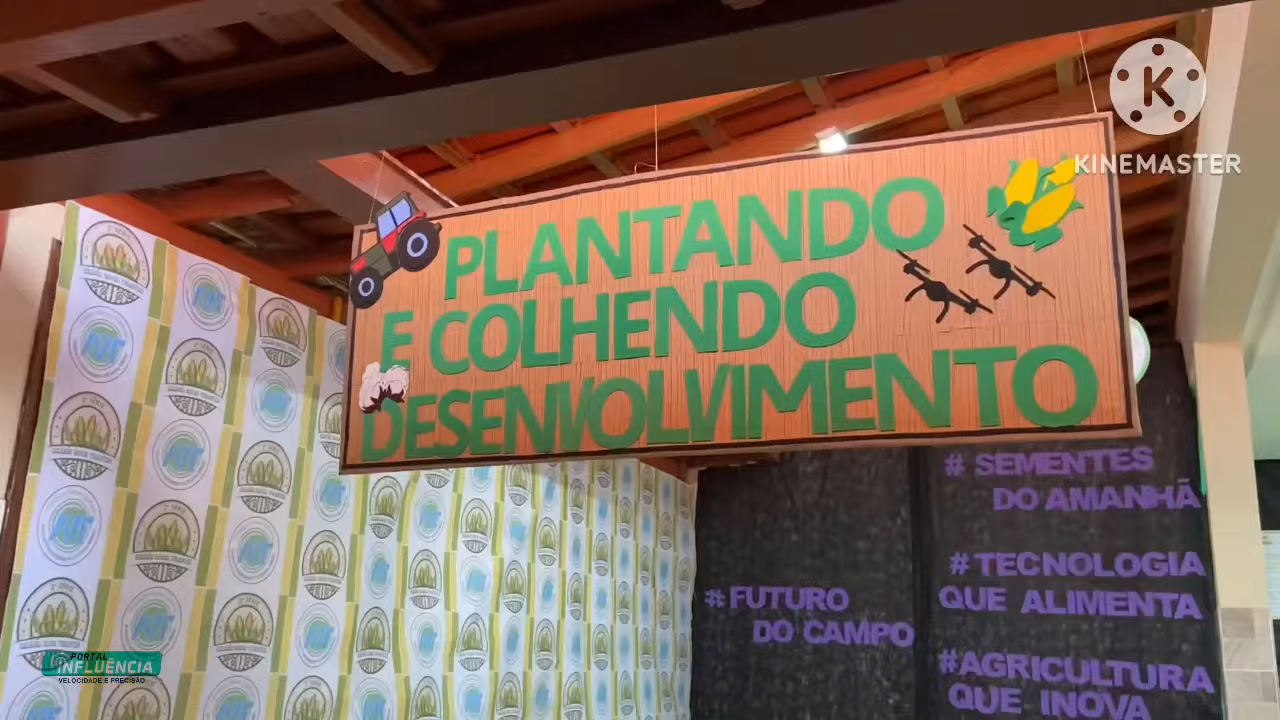 K
KINEMASTER
PLANTANDO
E COLHENDO
DESENVOLVIMENTO
# SEMENTES
DO AMANHÃ
# TECNOLOGIA
QUE ALIMENTA
#FUTURO
DO CAMPO
#AGRICULTURA
QUE INOVA
PORTAL
INFLUÊNCIA
VELOCIDADE E PRECISÃO